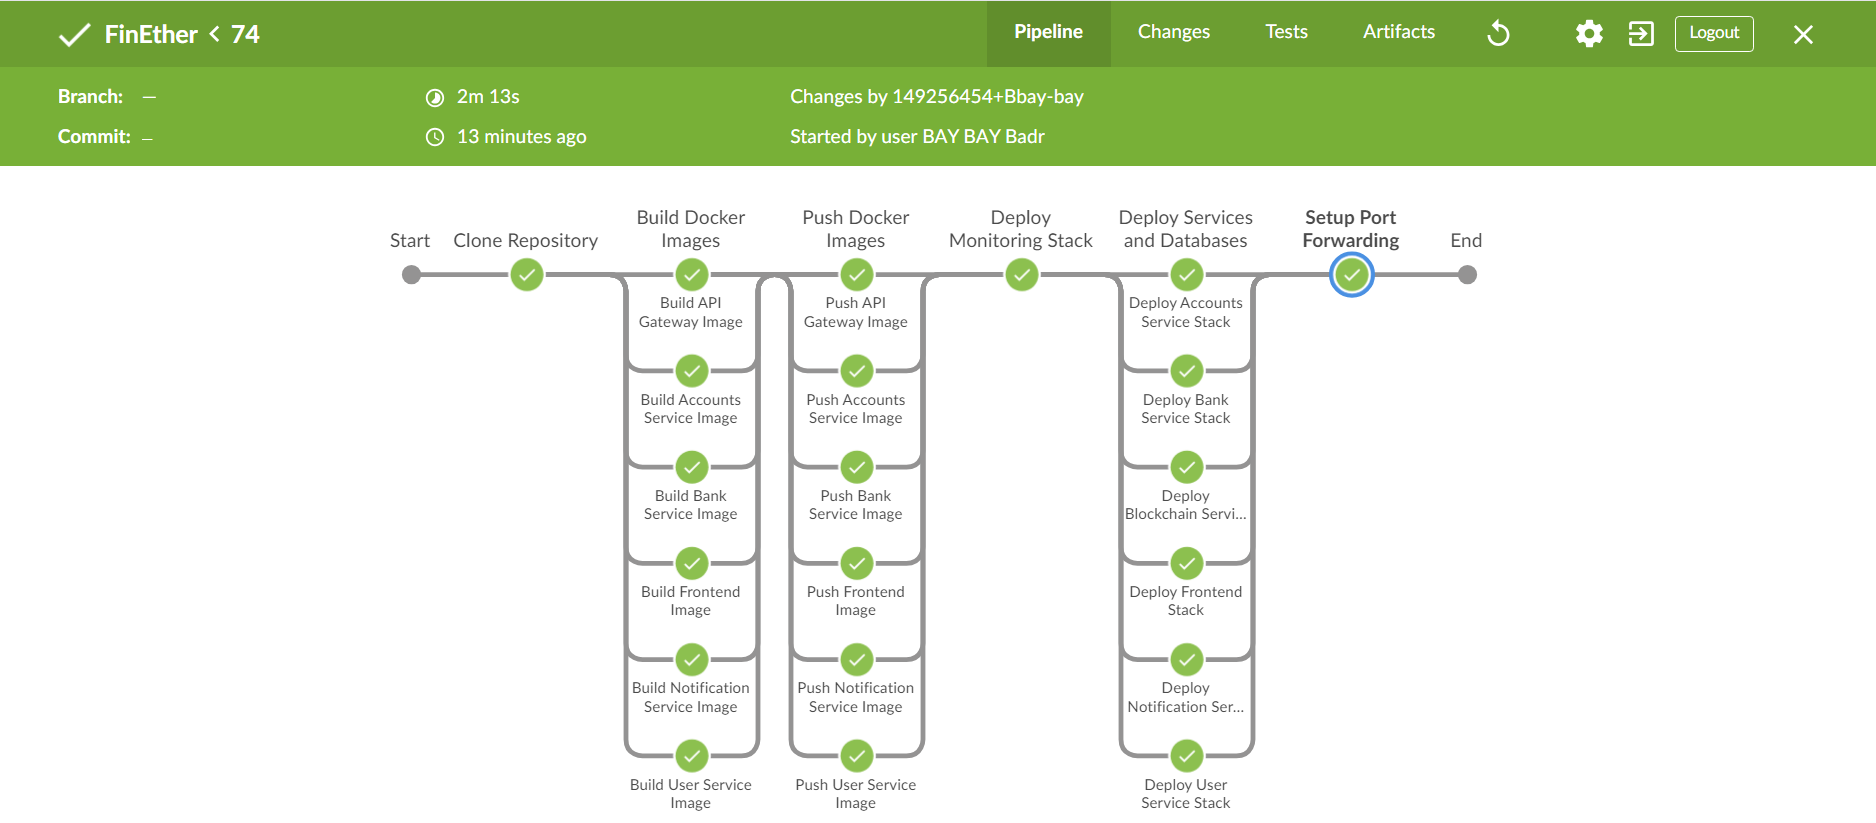 FinEther < 74
Pipeline
Changes
Tests
Artifacts
Logout
Branch: —
2m 13s
Changes by 149256454+Bbay-bay
Commit: —
13 minutes ago
Started by user BAY BAY Badr
Start
Clone Repository
Build Docker
Images
Push Docker
Images
Deploy
Monitoring Stack
Deploy Services
and Databases
Setup Port
Forwarding
End
Build API
Gateway Image
Build Accounts
Service Image
Build Bank
Service Image
Build Frontend
Image
Build Notification
Service Image
Build User Service
Image
Push API
Gateway Image
Push Accounts
Service Image
Push Bank
Service Image
Push Frontend
Image
Push Notification
Service Image
Push User Service
Image
Deploy Accounts
Service Stack
Deploy Bank
Service Stack
Deploy
Blockchain Servi...
Deploy Frontend
Stack
Deploy
Notification Ser...
Deploy User
Service Stack